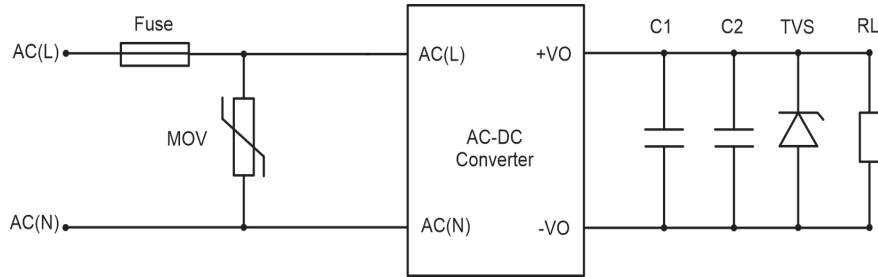 Fuse
C1 C2 TVS RL
AC(L) AC(L) +VO
MOV
AC-DC
Converter
AC(N) AC(N) -VO